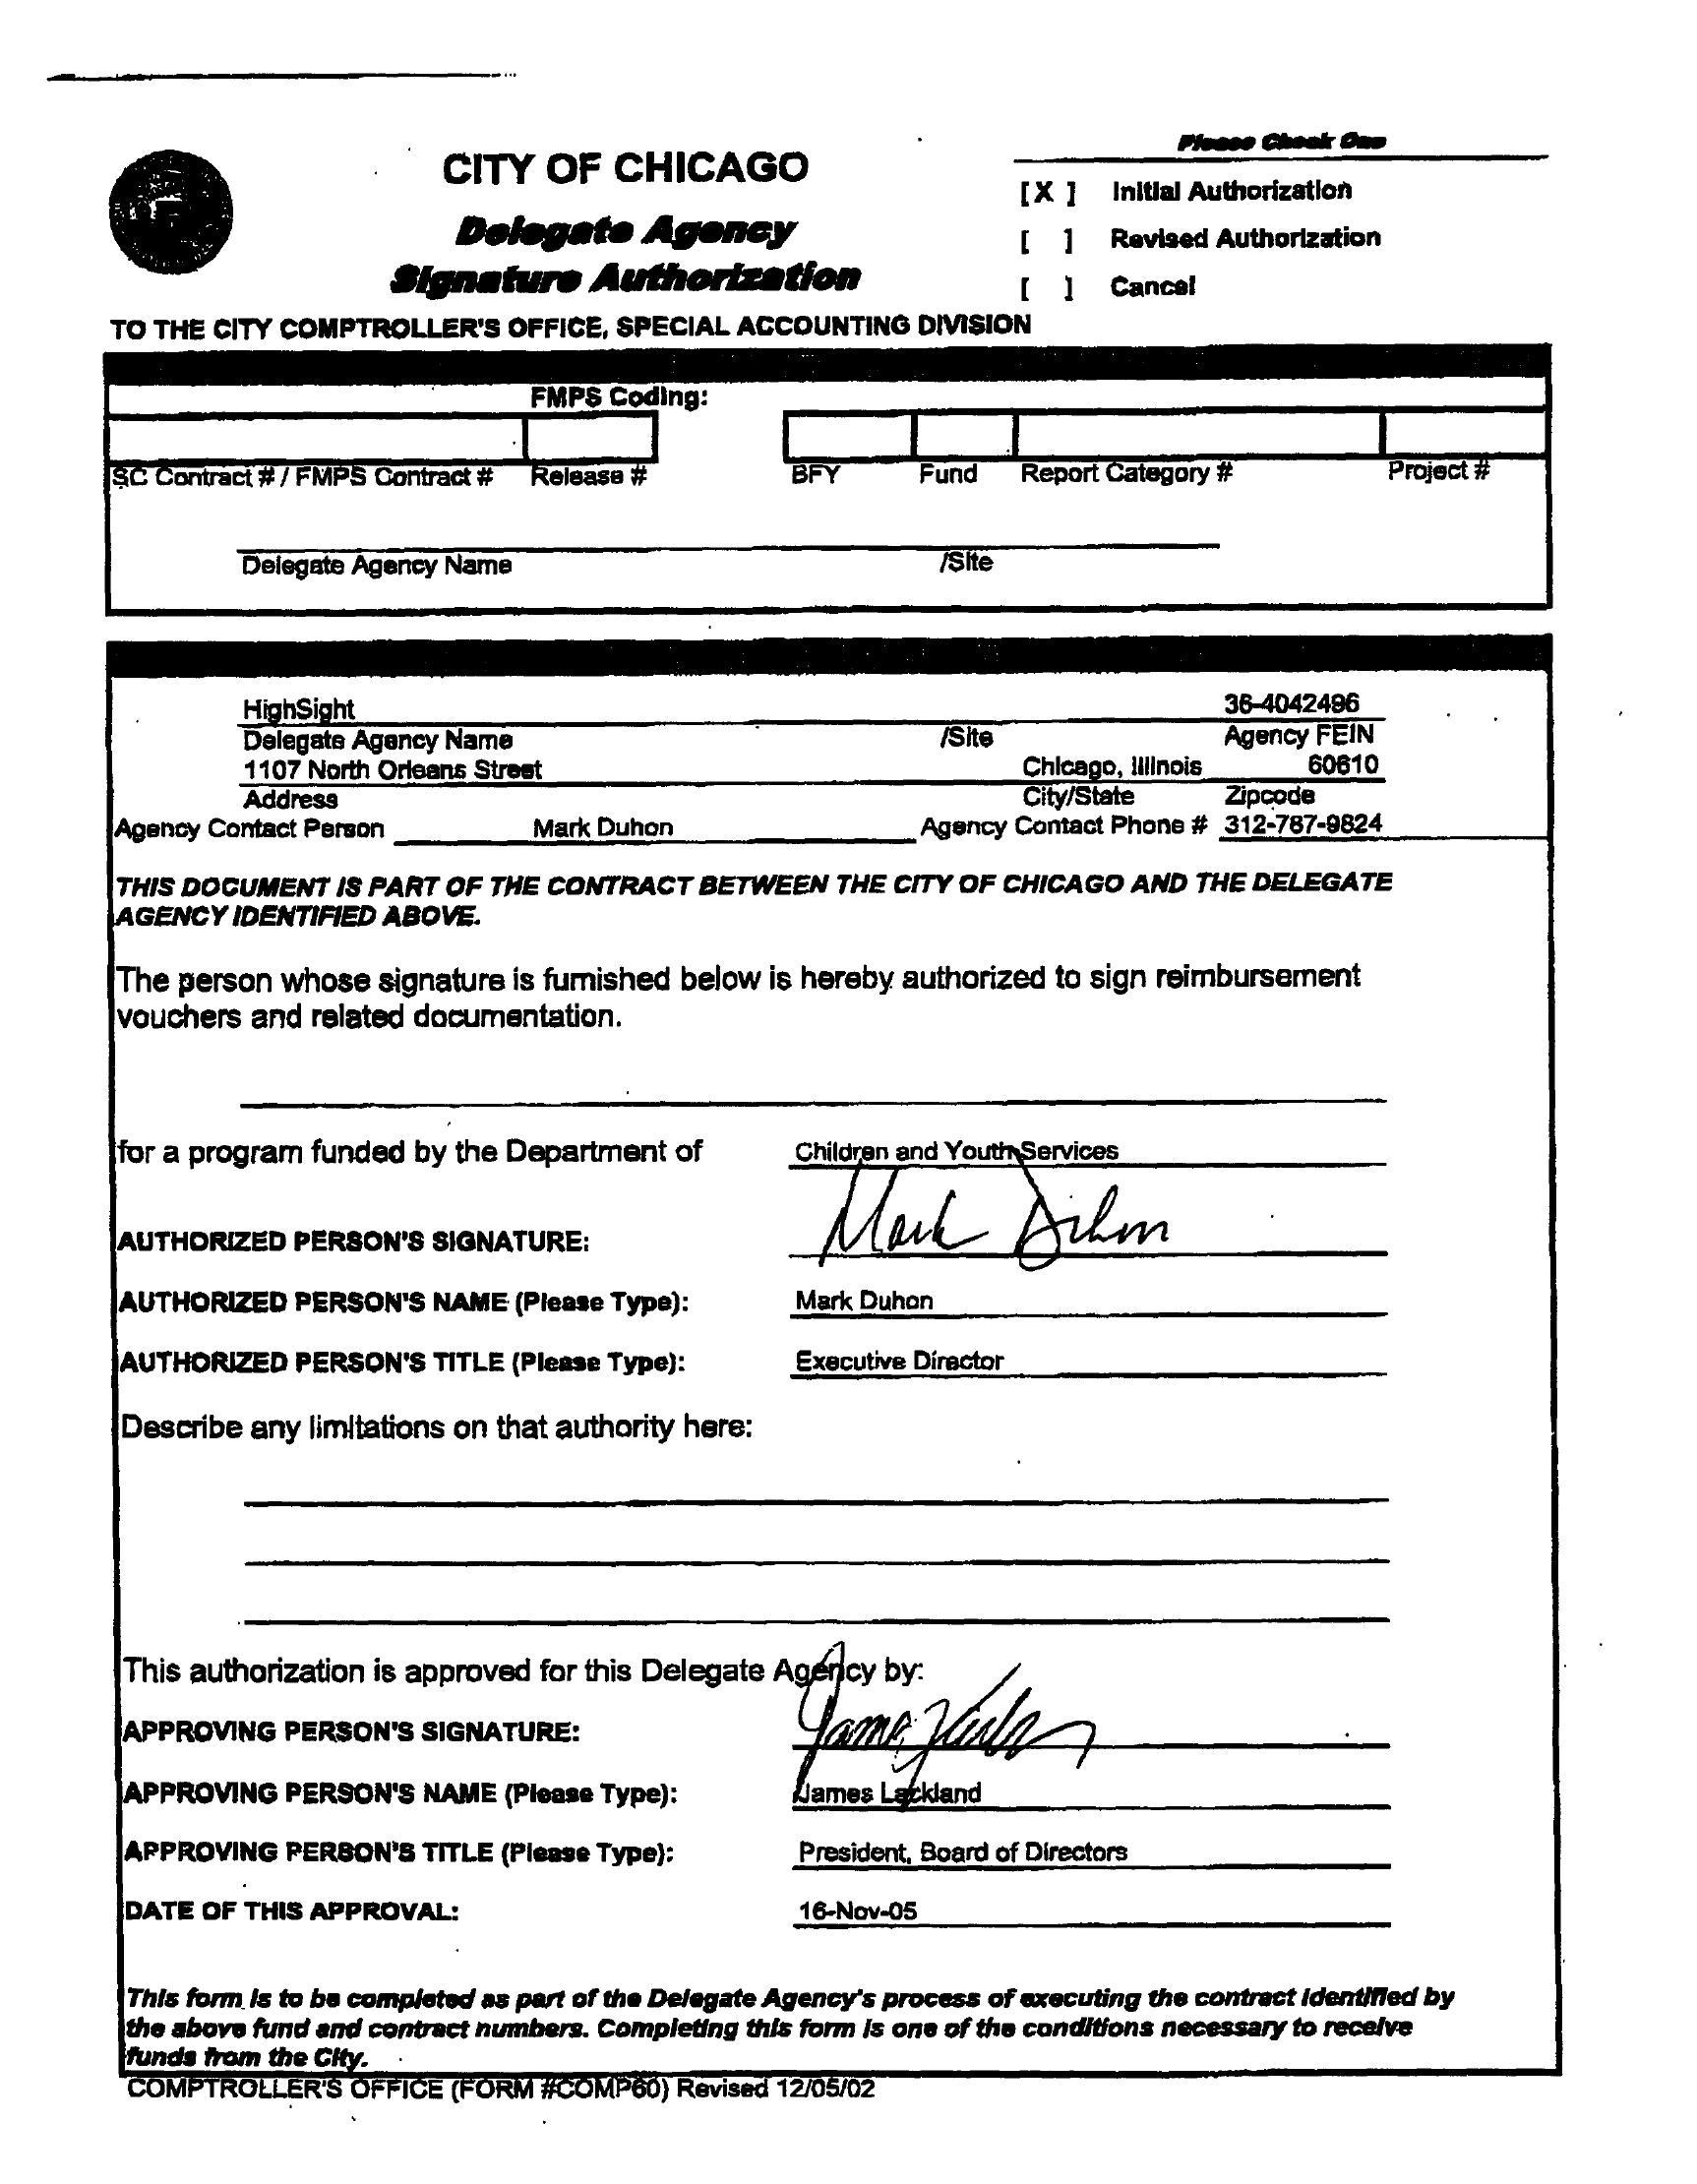 Please Check One
CITY OF CHICAGO
[X] Initial Authorization
Delegate Agency
[ ] Revised Authorization
Signature Authorization
[ ] Cancel
TO THE CITY COMPTROLLER'S OFFICE, SPECIAL ACCOUNTING DIVISION
FMPS Coding:
SC Contract # / FMPS Contract # Release # BFY Fund Report Category # Project #
Delegate Agency Name /Site
HighSight 36-4042496
Delegate Agency Name /Site Agency FEIN
1107 North Orleans Street Chicago, Illinois 60610
Address City/State Zipcode
Agency Contact Person Mark Duhon Agency Contact Phone # 312-787-9824
THIS DOCUMENT IS PART OF THE CONTRACT BETWEEN THE CITY OF CHICAGO AND THE DELEGATE
AGENCY IDENTIFIED ABOVE.
The person whose signature is furnished below is hereby authorized to sign reimbursement
vouchers and related documentation.
for a program funded by the Department of Children and Youth Services
AUTHORIZED PERSON'S SIGNATURE: Mark Duhon
AUTHORIZED PERSON'S NAME (Please Type): Mark Duhon
AUTHORIZED PERSON'S TITLE (Please Type): Executive Director
Describe any limitations on that authority here:
This authorization is approved for this Delegate Agency by:
APPROVING PERSON'S SIGNATURE: James Lackland
APPROVING PERSON'S NAME (Please Type): James Lackland
APPROVING PERSON'S TITLE (Please Type): President, Board of Directors
DATE OF THIS APPROVAL: 16-Nov-05
This form is to be completed as part of the Delegate Agency's process of executing the contract identified by
the above fund and contract numbers. Completing this form is one of the conditions necessary to receive
funds from the City.
COMPTROLLER'S OFFICE (FORM #COMP60) Revised 12/05/02